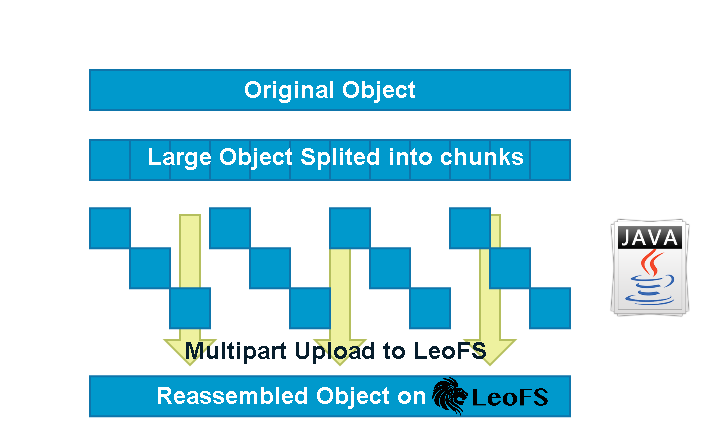 Original Object
Large Object Splited into chunks
JAVA
Multipart Upload to LeoFS
Reassembled Object on LeoFS